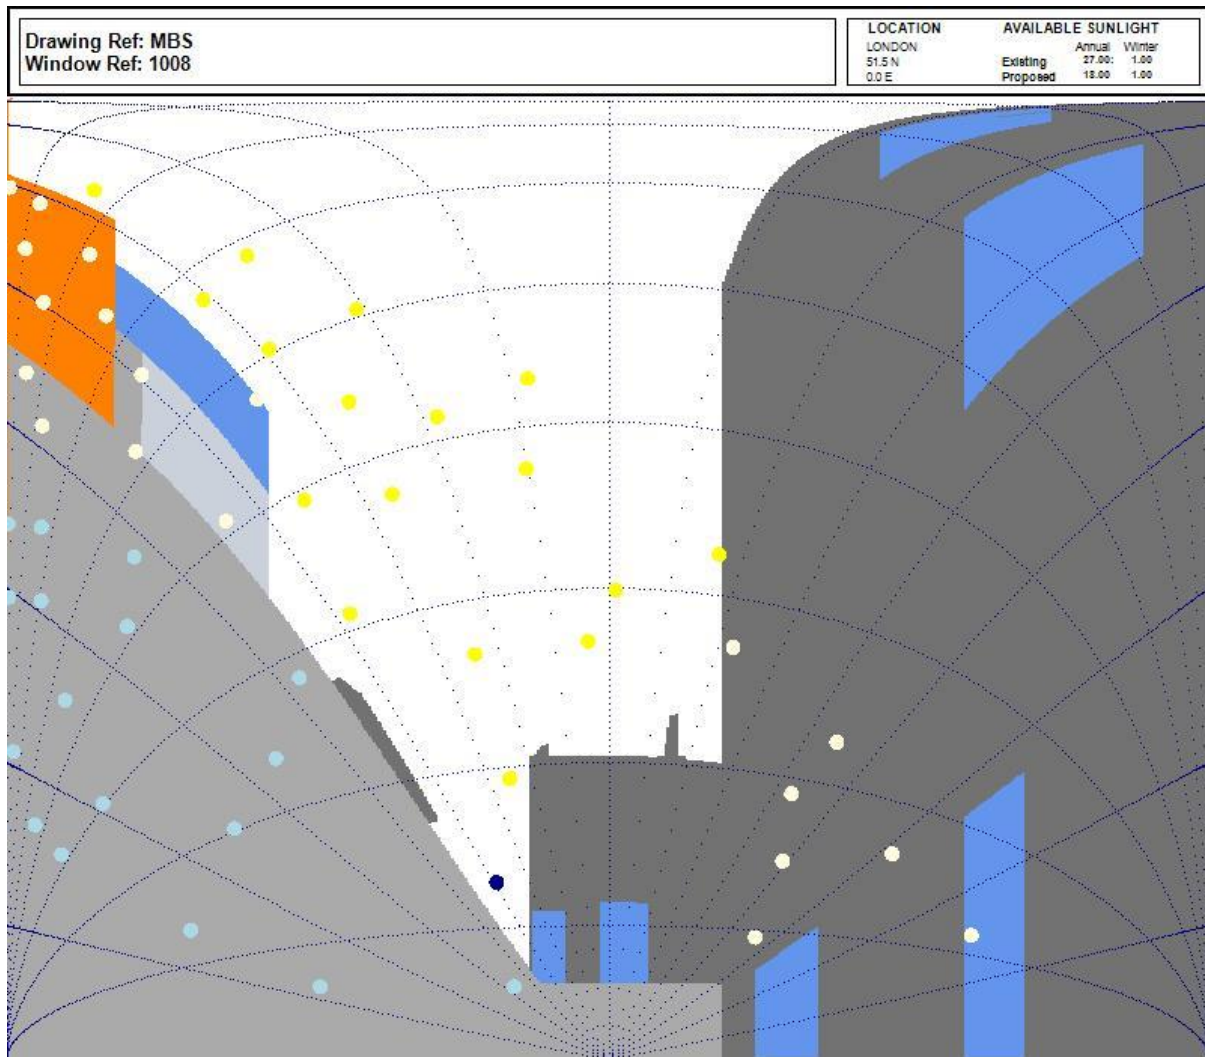 Drawing Ref: MBS
Window Ref: 1008
LOCATION
LONDON
51.5 N
0.0 E
AVAILABLE SUNLIGHT
Annual Winter
Existing 27.00: 1.00
Proposed 18.00 1.00